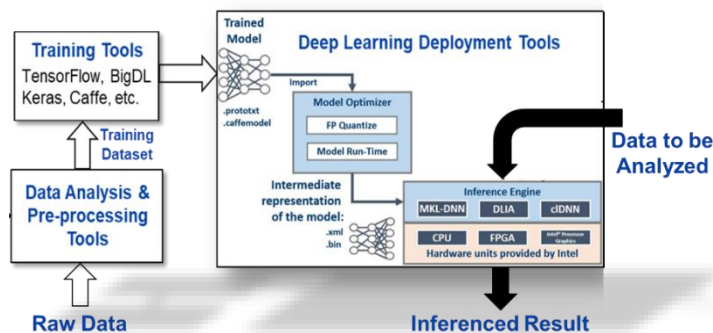 Training Tools
TensorFlow, BigDL
Keras, Caffe, etc.
Training
Dataset
Data Analysis &
Pre-processing
Tools
Raw Data
Trained
Model
Deep Learning Deployment Tools
Import
.prototxt
.caffemodel
Model Optimizer
FP Quantize
Model Run-Time
Intermediate
representation
of the model:
.xml
.bin
Data to be
Analyzed
Inference Engine
MKL-DNN DLIA clDNN
CPU FPGA Intel® Processor
Graphics
Hardware units provided by Intel
Inferenced Result